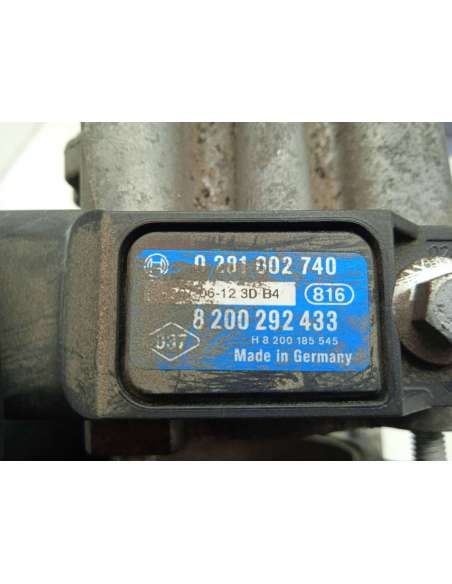 0 281 002 740
06-12 3D B4 816
8 200 292 433
H 8 200 185 545
Made in Germany